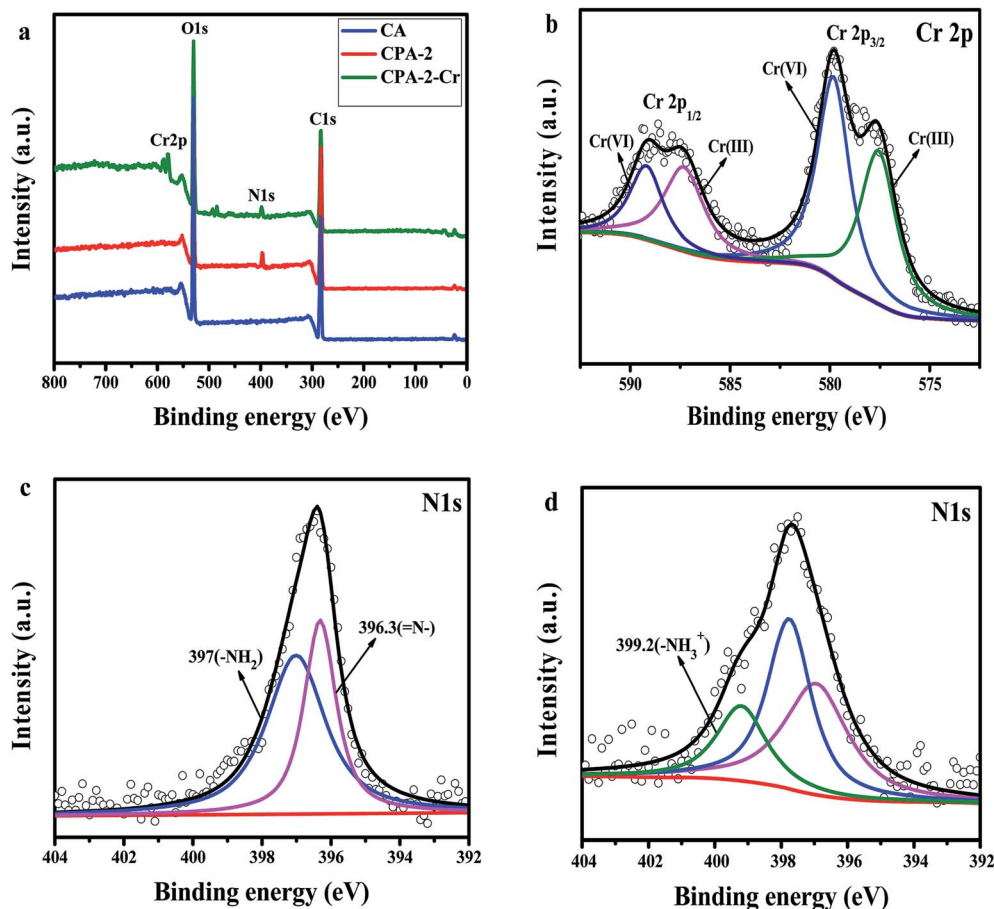 a
O1s
CA
CPA-2
CPA-2-Cr
C1s
Cr2p
N1s
Intensity (a.u.)
800 700 600 500 400 300 200 100 0
Binding energy (eV)
b
Cr 2p
Cr 2p3/2
Cr(VI)
Cr 2p1/2
Cr(VI)
Cr(III)
Cr(III)
Intensity (a.u.)
590 585 580 575
Binding energy (eV)
c
N1s
396.3(=N-)
397(-NH2)
Intensity (a.u.)
404 402 400 398 396 394 392
Binding energy (eV)
d
N1s
399.2(-NH3+)
Intensity (a.u.)
404 402 400 398 396 394 392
Binding energy (eV)